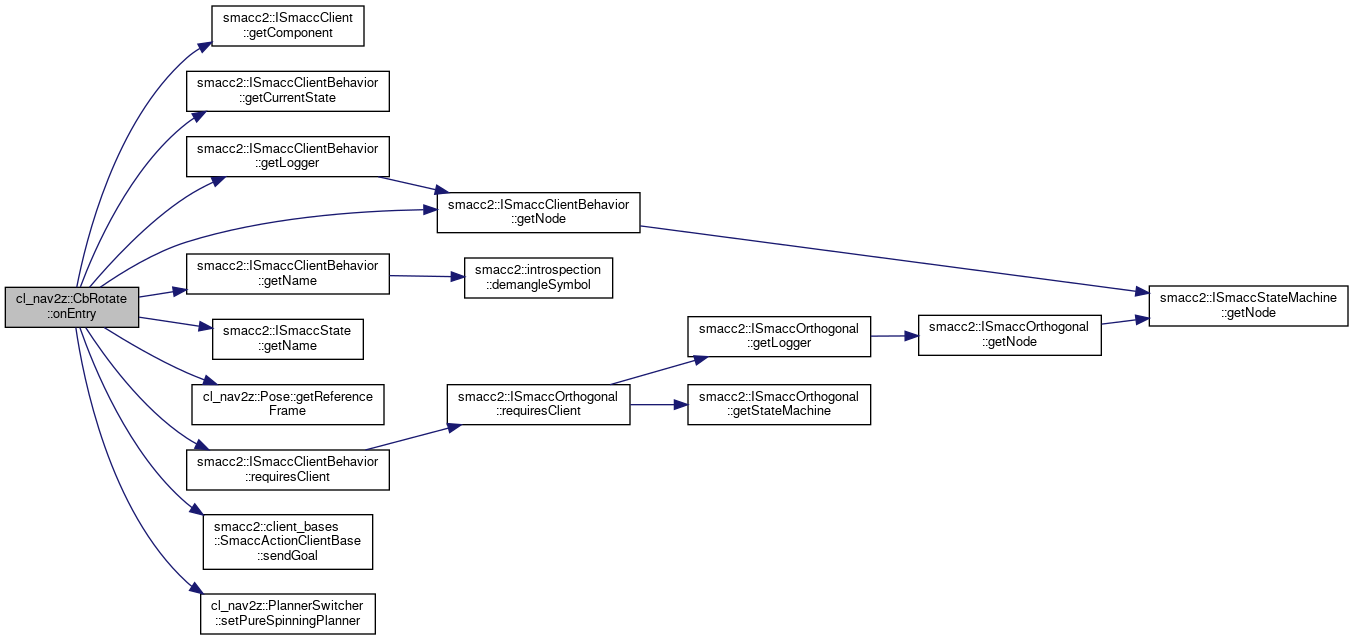 smacc2::ISmaccClient
::getComponent
smacc2::ISmaccClientBehavior
::getCurrentState
smacc2::ISmaccClientBehavior
::getLogger
smacc2::ISmaccClientBehavior
::getNode
smacc2::ISmaccClientBehavior
::getName
smacc2::introspection
::demangleSymbol
cl_nav2z::CbRotate
::onEntry
smacc2::ISmaccStateMachine
::getNode
smacc2::ISmaccState
::getName
smacc2::ISmaccOrthogonal
::getLogger
smacc2::ISmaccOrthogonal
::getNode
cl_nav2z::Pose::getReference
Frame
smacc2::ISmaccOrthogonal
::requiresClient
smacc2::ISmaccOrthogonal
::getStateMachine
smacc2::ISmaccClientBehavior
::requiresClient
smacc2::client_bases
::SmaccActionClientBase
::sendGoal
cl_nav2z::PlannerSwitcher
::setPureSpinningPlanner